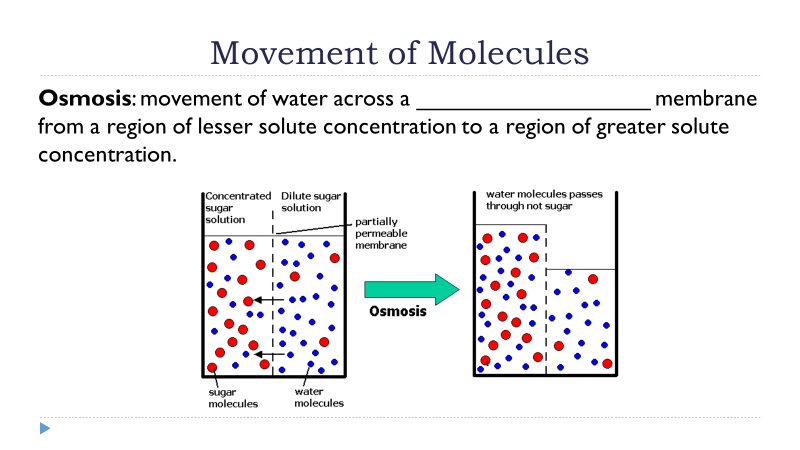 Movement of Molecules
Osmosis: movement of water across a ____________________ membrane
from a region of lesser solute concentration to a region of greater solute
concentration.
Concentrated
sugar
solution
Dilute sugar
solution
partially
permeable
membrane
water molecules passes
through not sugar
Osmosis
sugar
molecules
water
molecules